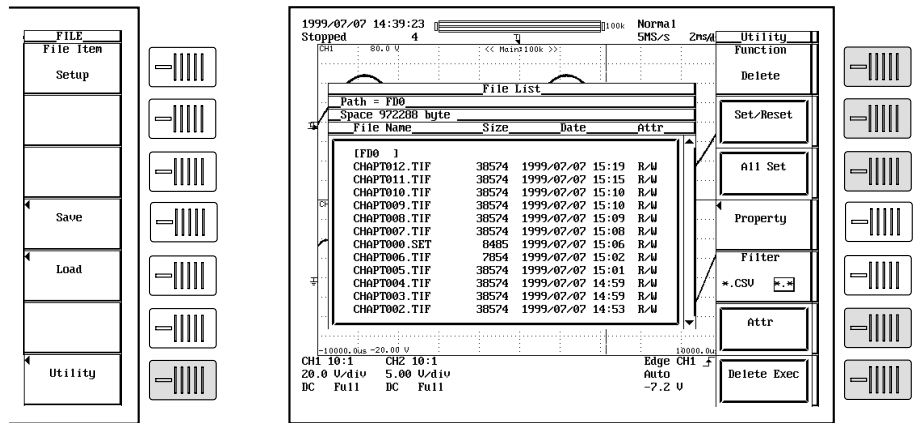 FILE
File Item
Setup
Save
Load
Utility
1999/07/07 14:39:23 100k Normal
Stopped 4 5MS/s 2ms/d
CH1 80.0 V << Main:100k >>
File List
Path = FD0
Space 972288 byte
File Name Size Date Attr
[FD0 ]
CHAPT012.TIF 38574 1999/07/07 15:19 R/W
CHAPT011.TIF 38574 1999/07/07 15:15 R/W
CHAPT010.TIF 38574 1999/07/07 15:10 R/W
CHAPT009.TIF 38574 1999/07/07 15:10 R/W
CHAPT008.TIF 38574 1999/07/07 15:09 R/W
CHAPT007.TIF 38574 1999/07/07 15:08 R/W
CHAPT000.SET 8485 1999/07/07 15:06 R/W
CHAPT006.TIF 7854 1999/07/07 15:02 R/W
CHAPT005.TIF 38574 1999/07/07 15:01 R/W
CHAPT004.TIF 38574 1999/07/07 14:59 R/W
CHAPT003.TIF 38574 1999/07/07 14:59 R/W
CHAPT002.TIF 38574 1999/07/07 14:53 R/W
-10000.0us -20.00 V 10000.0u
CH1 10:1 CH2 10:1 Edge CH1
20.0 V/div 5.00 V/div Auto
DC Full DC Full -7.2 V
Utility
Function
Delete
Set/Reset
All Set
Property
Filter
*.CSV *.*
Attr
Delete Exec